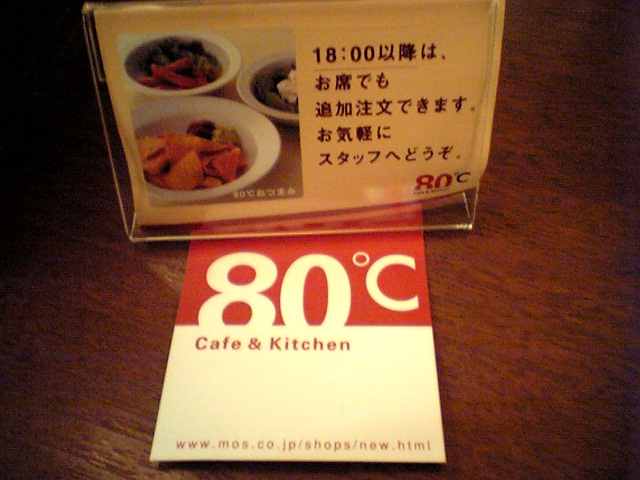 18:00以降は、
お席でも
追加注文できます。
お気軽に
スタッフへどうぞ。
80℃おつまみ
80℃
80℃
Cafe & Kitchen
www.mos.co.jp/shops/new.html